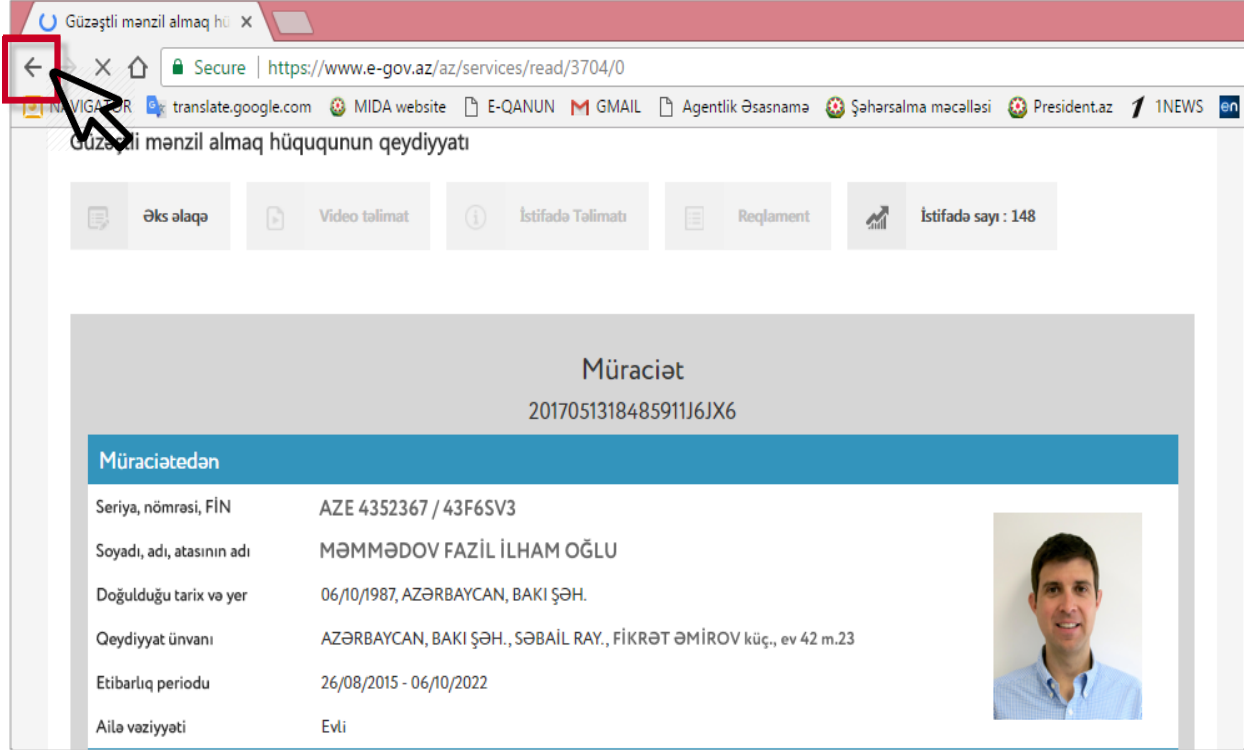 Güzəştli mənzil almaq hü
Secure | https://www.e-gov.az/az/services/read/3704/0
NAVIGATOR translate.google.com MIDA website E-QANUN GMAIL Agentlik Əsasnamə Şəhərsalma məcəlləsi President.az 1NEWS en
Güzəştli mənzil almaq hüququnun qeydiyyatı
Əks əlaqə Video təlimat İstifadə Təlimatı Reqlament İstifadə sayı : 148
Müraciət
2017051318485911J6JX6
Müraciətedən
Seriya, nömrəsi, FİN AZE 4352367 / 43F6SV3
Soyadı, adı, atasının adı MƏMMƏDOV FAZİL İLHAM OĞLU
Doğulduğu tarix və yer 06/10/1987, AZƏRBAYCAN, BAKI ŞƏH.
Qeydiyyat ünvanı AZƏRBAYCAN, BAKI ŞƏH., SƏBAİL RAY., FİKRƏT ƏMİROV küç., ev 42 m.23
Etibarlıq periodu 26/08/2015 - 06/10/2022
Ailə vəziyyəti Evli